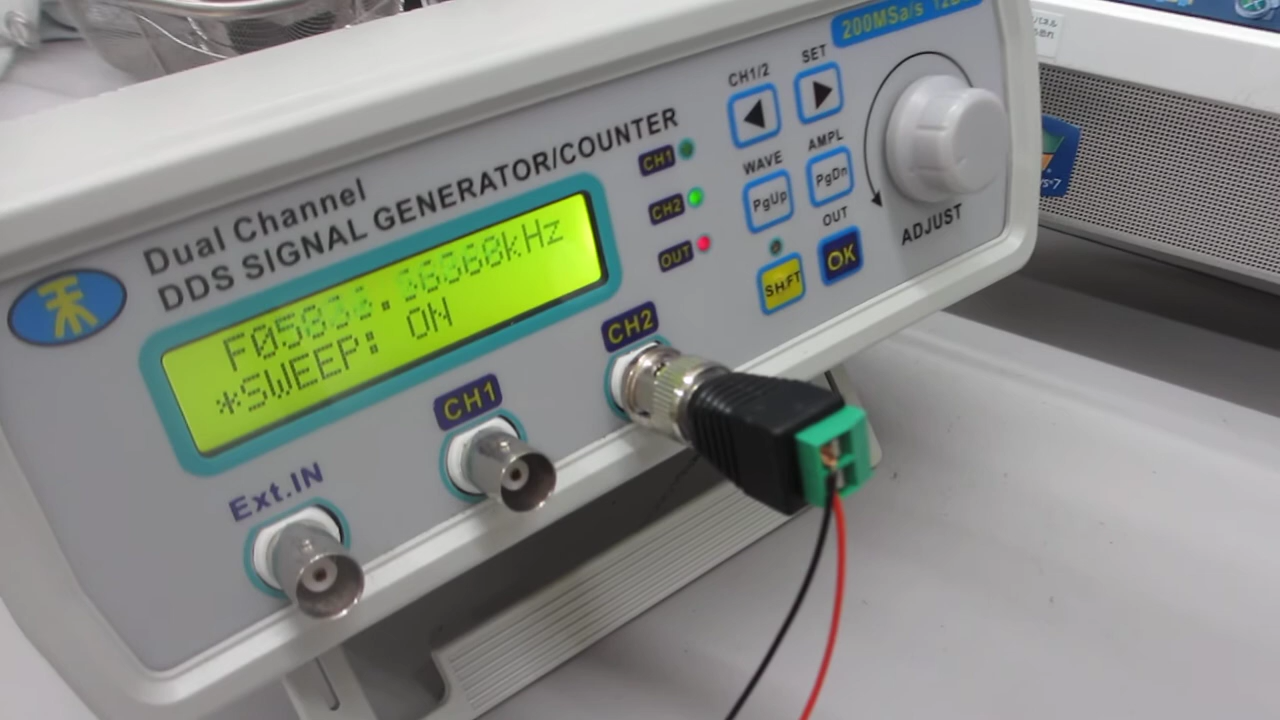 200MSa/s
CH1/2
SET
Dual Channel
DDS SIGNAL GENERATOR/COUNTER
CH1
CH2
OUT
WAVE
AMPL
PgUp
PgDn
OUT
SHIFT
OK
ADJUST
*SWEEP: ON
Ext.IN
CH1
CH2